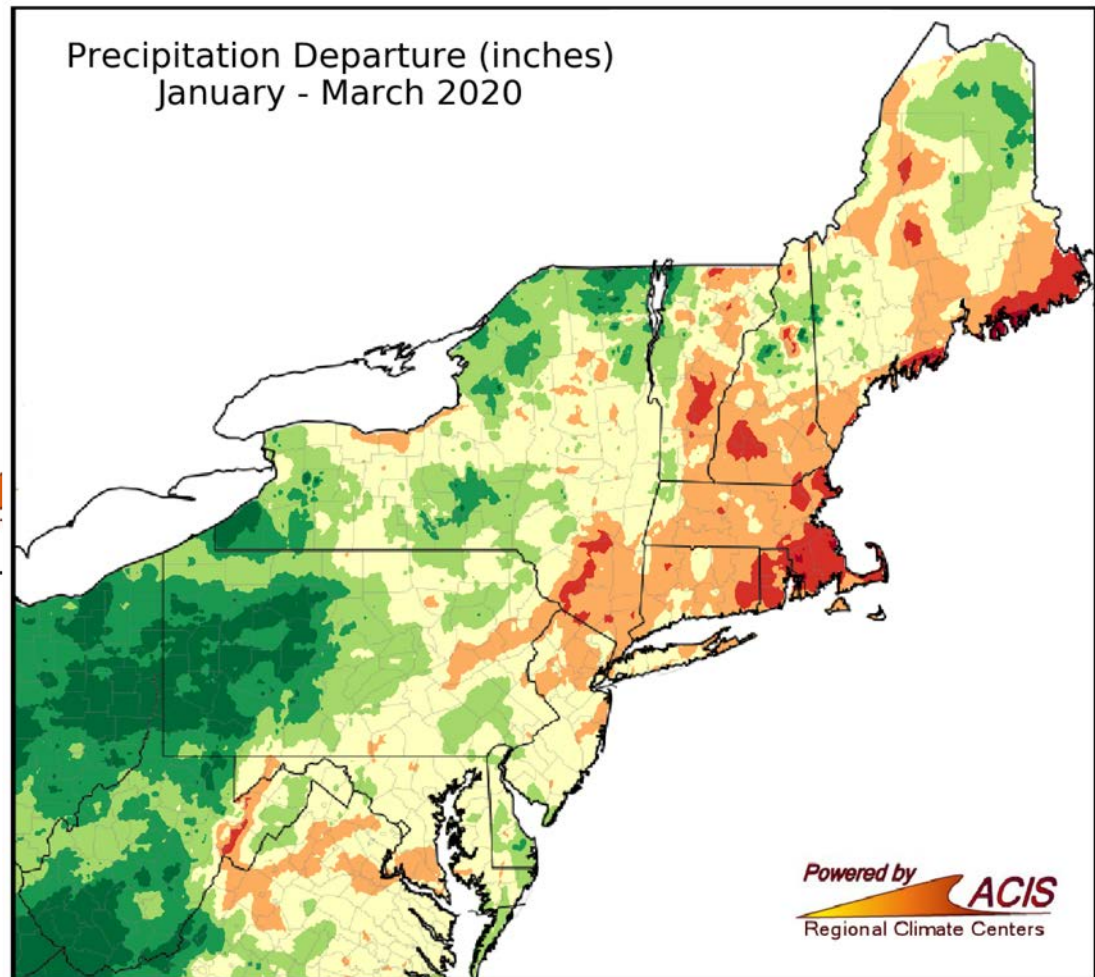 Precipitation Departure (inches)
January - March 2020
Powered by
ACIS
Regional Climate Centers